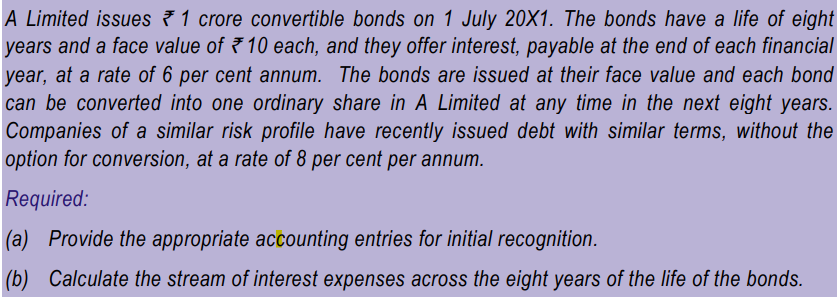 A Limited issues ₹ 1 crore convertible bonds on 1 July 20X1. The bonds have a life of eight
years and a face value of ₹ 10 each, and they offer interest, payable at the end of each financial
year, at a rate of 6 per cent annum. The bonds are issued at their face value and each bond
can be converted into one ordinary share in A Limited at any time in the next eight years.
Companies of a similar risk profile have recently issued debt with similar terms, without the
option for conversion, at a rate of 8 per cent per annum.
Required:
(a) Provide the appropriate accounting entries for initial recognition.
(b) Calculate the stream of interest expenses across the eight years of the life of the bonds.